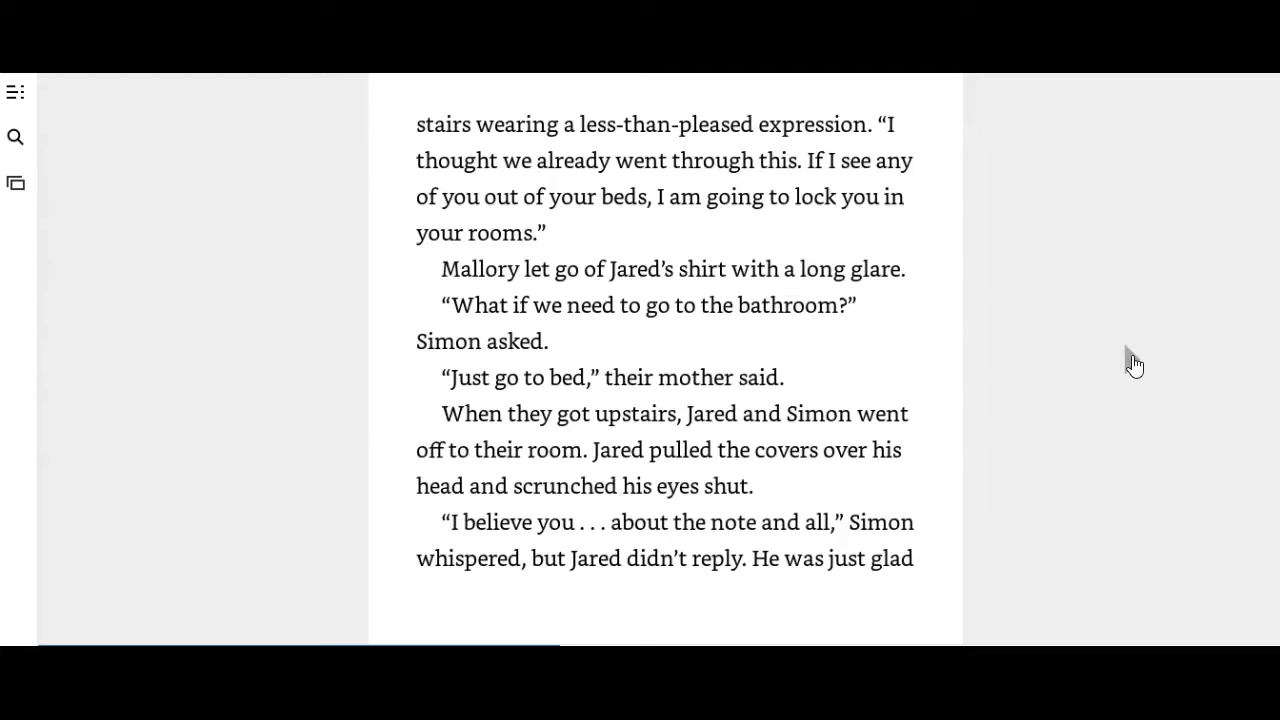 stairs wearing a less-than-pleased expression. “I
thought we already went through this. If I see any
of you out of your beds, I am going to lock you in
your rooms.”
Mallory let go of Jared’s shirt with a long glare.
“What if we need to go to the bathroom?”
Simon asked.
“Just go to bed,” their mother said.
When they got upstairs, Jared and Simon went
off to their room. Jared pulled the covers over his
head and scrunched his eyes shut.
“I believe you . . . about the note and all,” Simon
whispered, but Jared didn’t reply. He was just glad